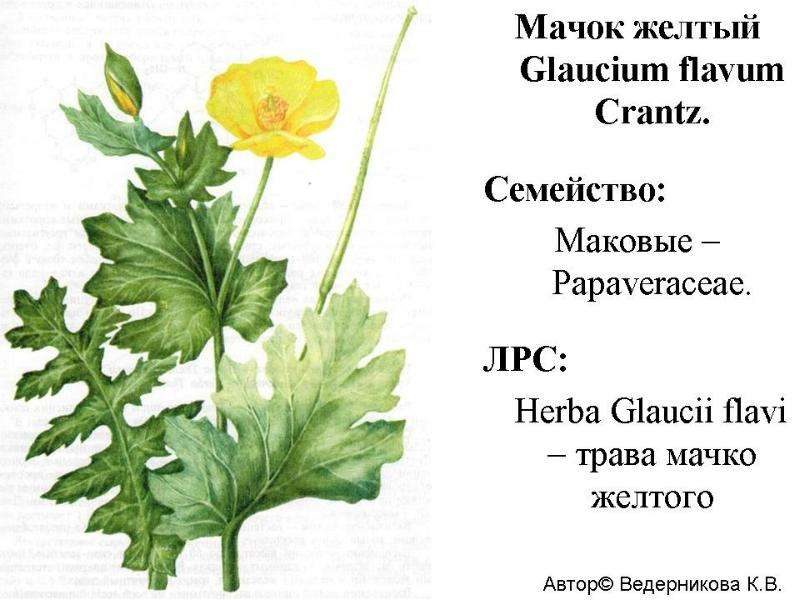 Мачок желтый
Glaucium flavum
Crantz.
Семейство:
Маковые –
Papaveraceae.
ЛРС:
Herba Glaucii flavi
– трава мачко
желтого
Автор© Ведерникова К.В.